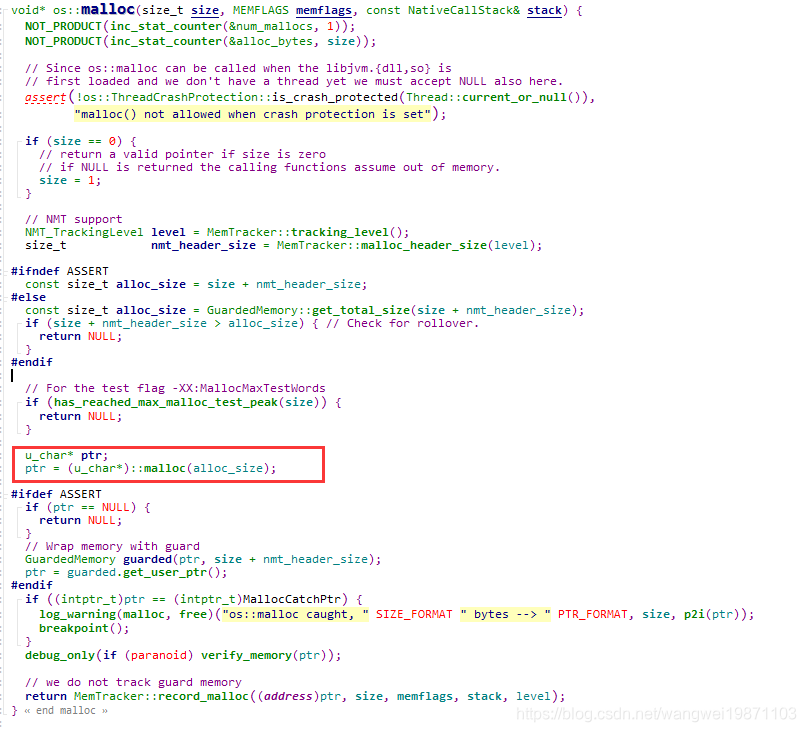 void* os::malloc(size_t size, MEMFLAGS memflags, const NativeCallStack& stack) {
  NOT_PRODUCT(inc_stat_counter(&num_mallocs, 1));
  NOT_PRODUCT(inc_stat_counter(&alloc_bytes, size));

  // Since os::malloc can be called when the libjvm.{dll,so} is
  // first loaded and we don't have a thread yet we must accept NULL also here.
  assert(!os::ThreadCrashProtection::is_crash_protected(Thread::current_or_null()),
         "malloc() not allowed when crash protection is set");

  if (size == 0) {
    // return a valid pointer if size is zero
    // if NULL is returned the calling functions assume out of memory.
    size = 1;
  }

  // NMT support
  NMT_TrackingLevel level = MemTracker::tracking_level();
  size_t            nmt_header_size = MemTracker::malloc_header_size(level);

#ifndef ASSERT
  const size_t alloc_size = size + nmt_header_size;
#else
  const size_t alloc_size = GuardedMemory::get_total_size(size + nmt_header_size);
  if (size + nmt_header_size > alloc_size) { // Check for rollover.
    return NULL;
  }
#endif

  // For the test flag -XX:MallocMaxTestWords
  if (has_reached_max_malloc_test_peak(size)) {
    return NULL;
  }

  u_char* ptr;
  ptr = (u_char*)::malloc(alloc_size);

#ifdef ASSERT
  if (ptr == NULL) {
    return NULL;
  }
  // Wrap memory with guard
  GuardedMemory guarded(ptr, size + nmt_header_size);
  ptr = guarded.get_user_ptr();
#endif
  if ((intptr_t)ptr == (intptr_t)MallocCatchPtr) {
    log_warning(malloc, free)("os::malloc caught, " SIZE_FORMAT " bytes --> " PTR_FORMAT, size, p2i(ptr));
    breakpoint();
  }
  debug_only(if (paranoid) verify_memory(ptr));

  // we do not track guard memory
  return MemTracker::record_malloc((address)ptr, size, memflags, stack, level);
} « end malloc »
https://blog.csdn.net/wangwei19871103